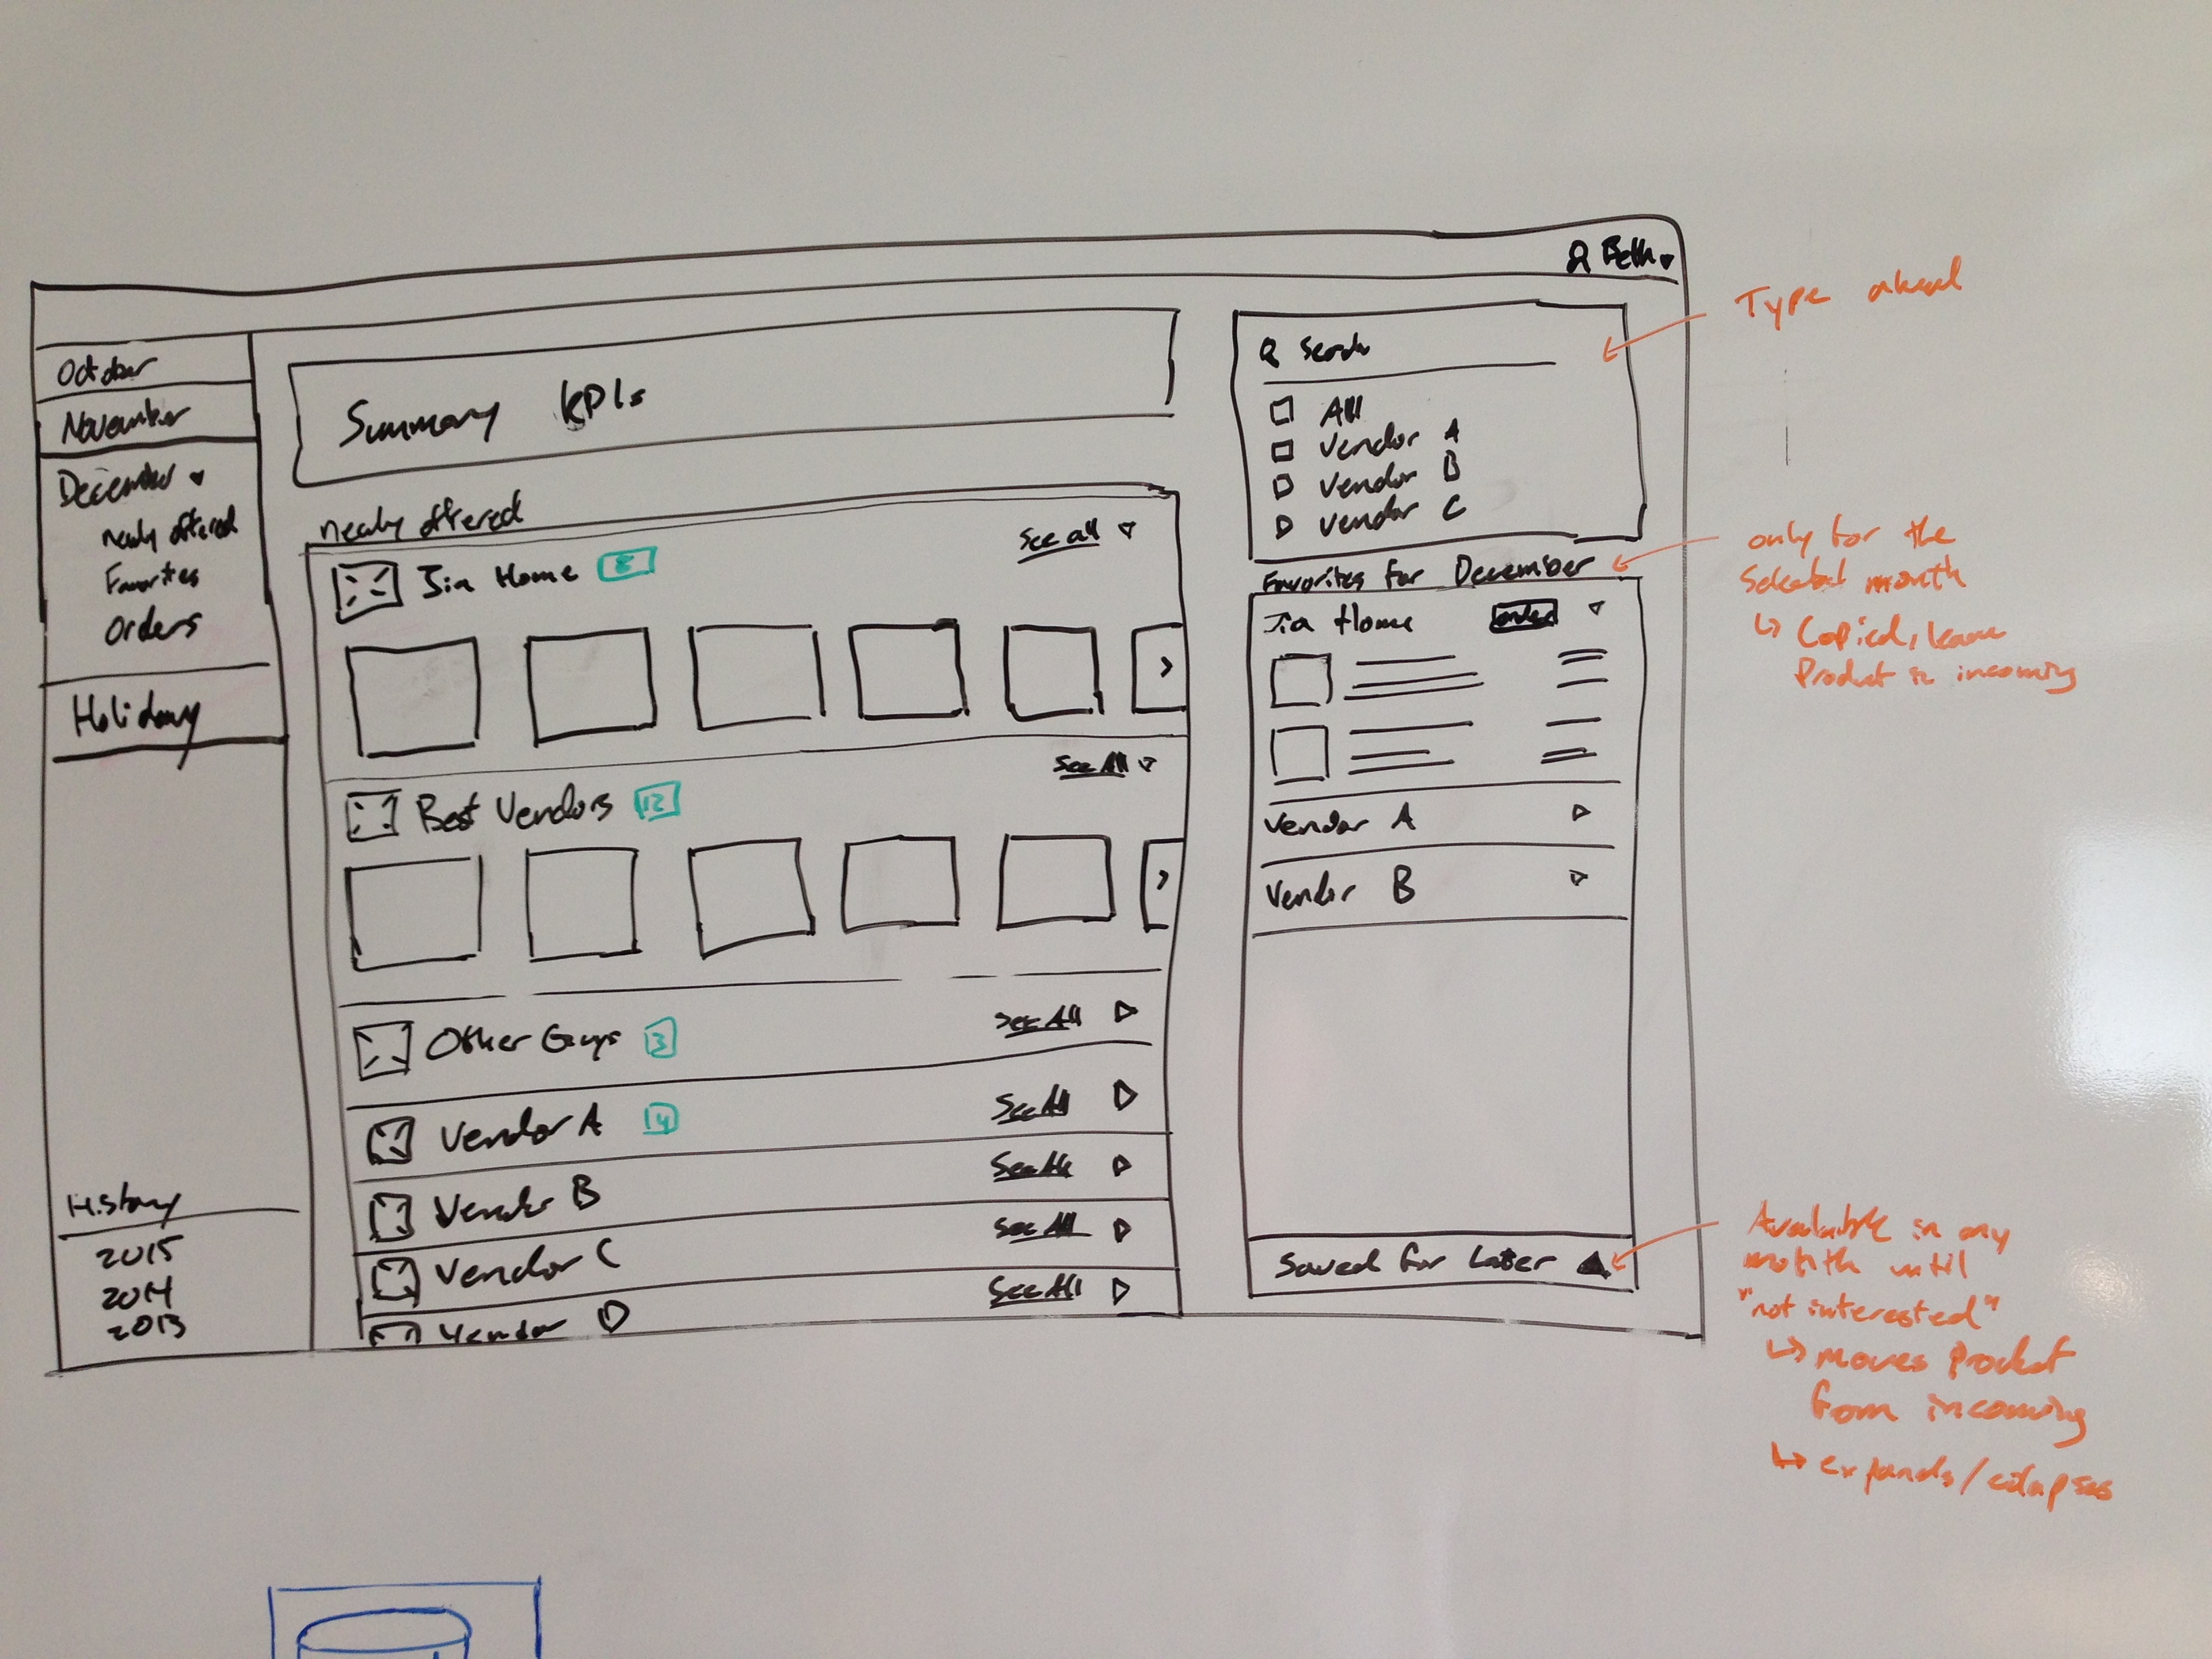 Beth
October
November
December
newly offered
Favorites
Orders
Holiday
History
2015
2014
2013
Summary KPIs
newly offered
Jia Home 8 See all
Best Vendors 12 See All
Other Guys 3 See All
Vendor A 14 See All
Vendor B See All
Vendor C See All
Vendor D See All
Search
All
Vendor A
Vendor B
Vendor C
Favorites for December
Jia Home order
Vendor A
Vendor B
Saved for Later
Type ahead
only for the
selected month
↳ Copied, leave
Product in incoming
Available in any
month until
"not interested"
↳ moves Product
from incoming
↳ expands/collapses